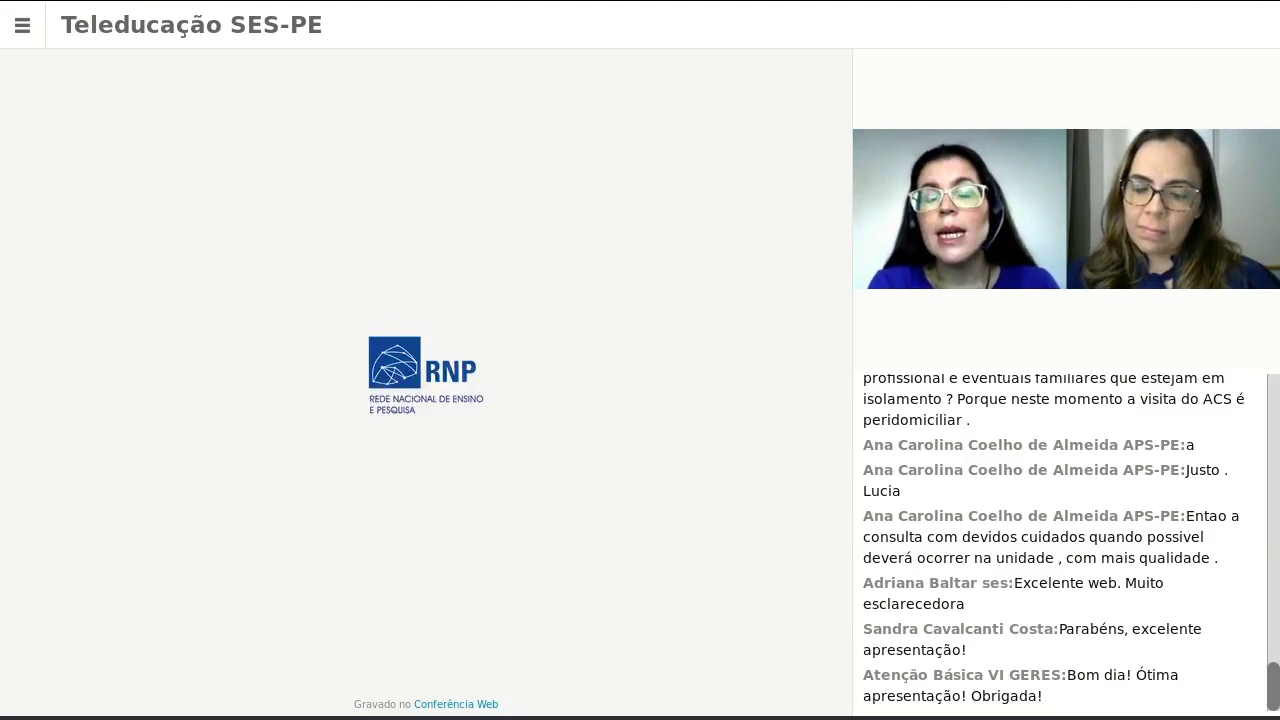 Teleducação SES-PE
RNP
REDE NACIONAL DE ENSINO
E PESQUISA
Gravado no Conferência Web
profissional e eventuais familiares que estejam em
isolamento ? Porque neste momento a visita do ACS é
peridomiciliar .
Ana Carolina Coelho de Almeida APS-PE:a
Ana Carolina Coelho de Almeida APS-PE:Justo .
Lucia
Ana Carolina Coelho de Almeida APS-PE:Entao a
consulta com devidos cuidados quando possivel
deverá ocorrer na unidade , com mais qualidade .
Adriana Baltar ses:Excelente web. Muito
esclarecedora
Sandra Cavalcanti Costa:Parabéns, excelente
apresentação!
Atenção Básica VI GERES:Bom dia! Ótima
apresentação! Obrigada!